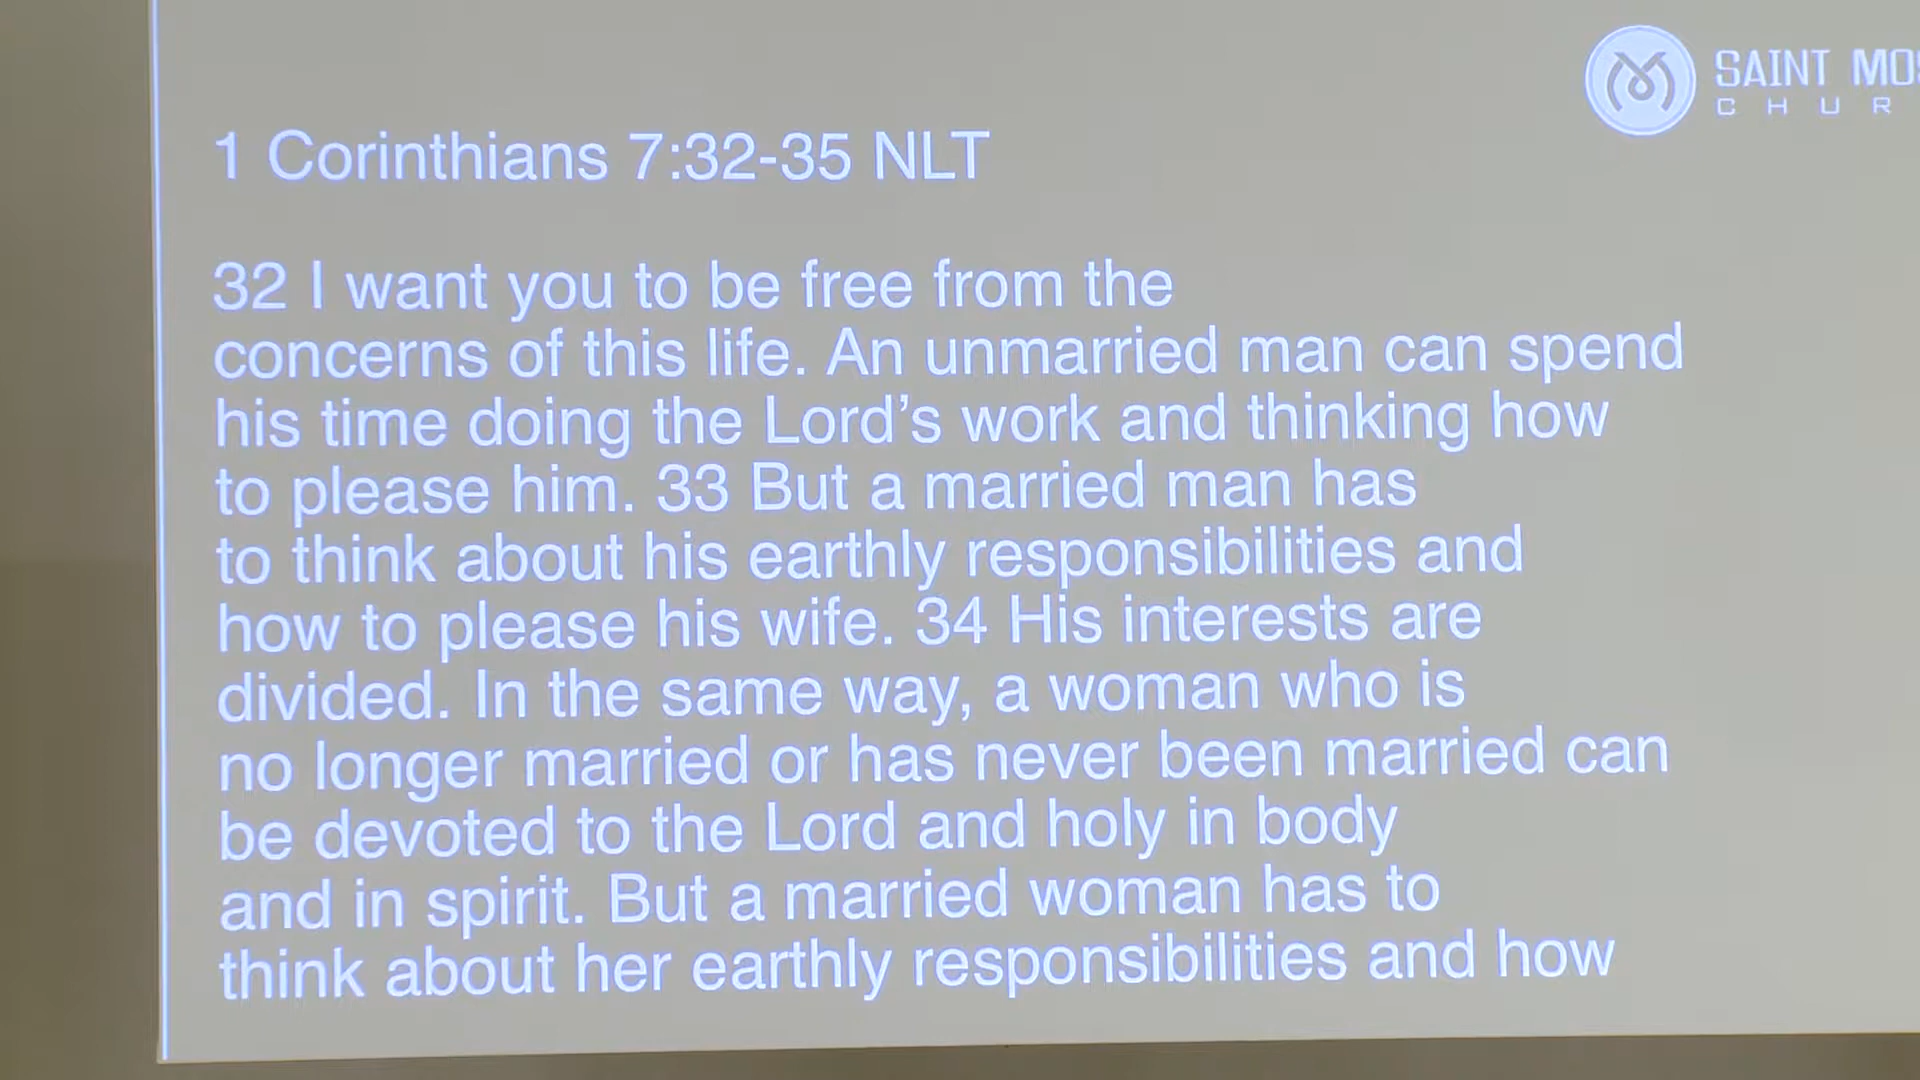 SAINT
CHUR
1 Corinthians 7:32-35 NLT
32 I want you to be free from the
concerns of this life. An unmarried man can spend
his time doing the Lord’s work and thinking how
to please him. 33 But a married man has
to think about his earthly responsibilities and
how to please his wife. 34 His interests are
divided. In the same way, a woman who is
no longer married or has never been married can
be devoted to the Lord and holy in body
and in spirit. But a married woman has to
think about her earthly responsibilities and how